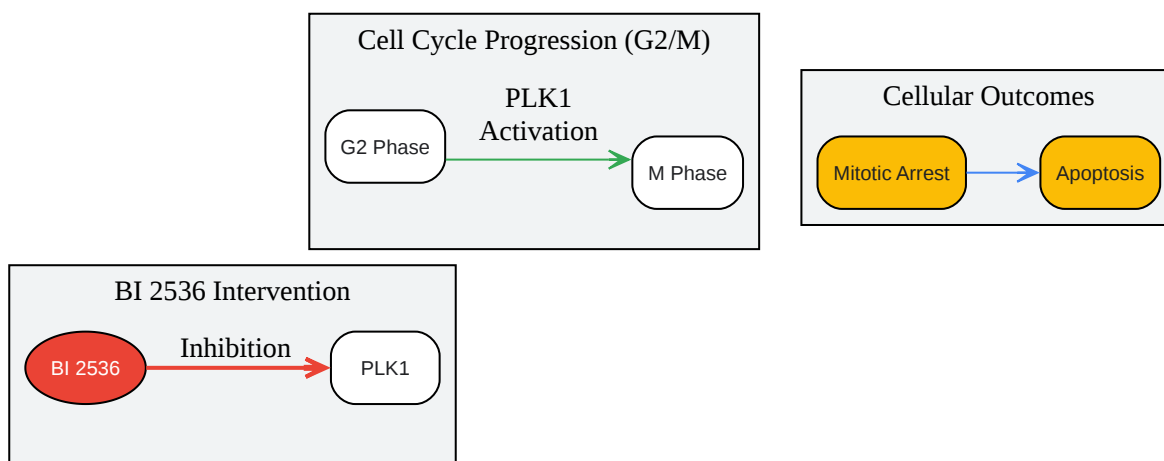 Cell Cycle Progression (G2/M)
PLK1
Activation
G2 Phase
M Phase
Cellular Outcomes
Mitotic Arrest
Apoptosis
BI 2536 Intervention
BI 2536
Inhibition
PLK1